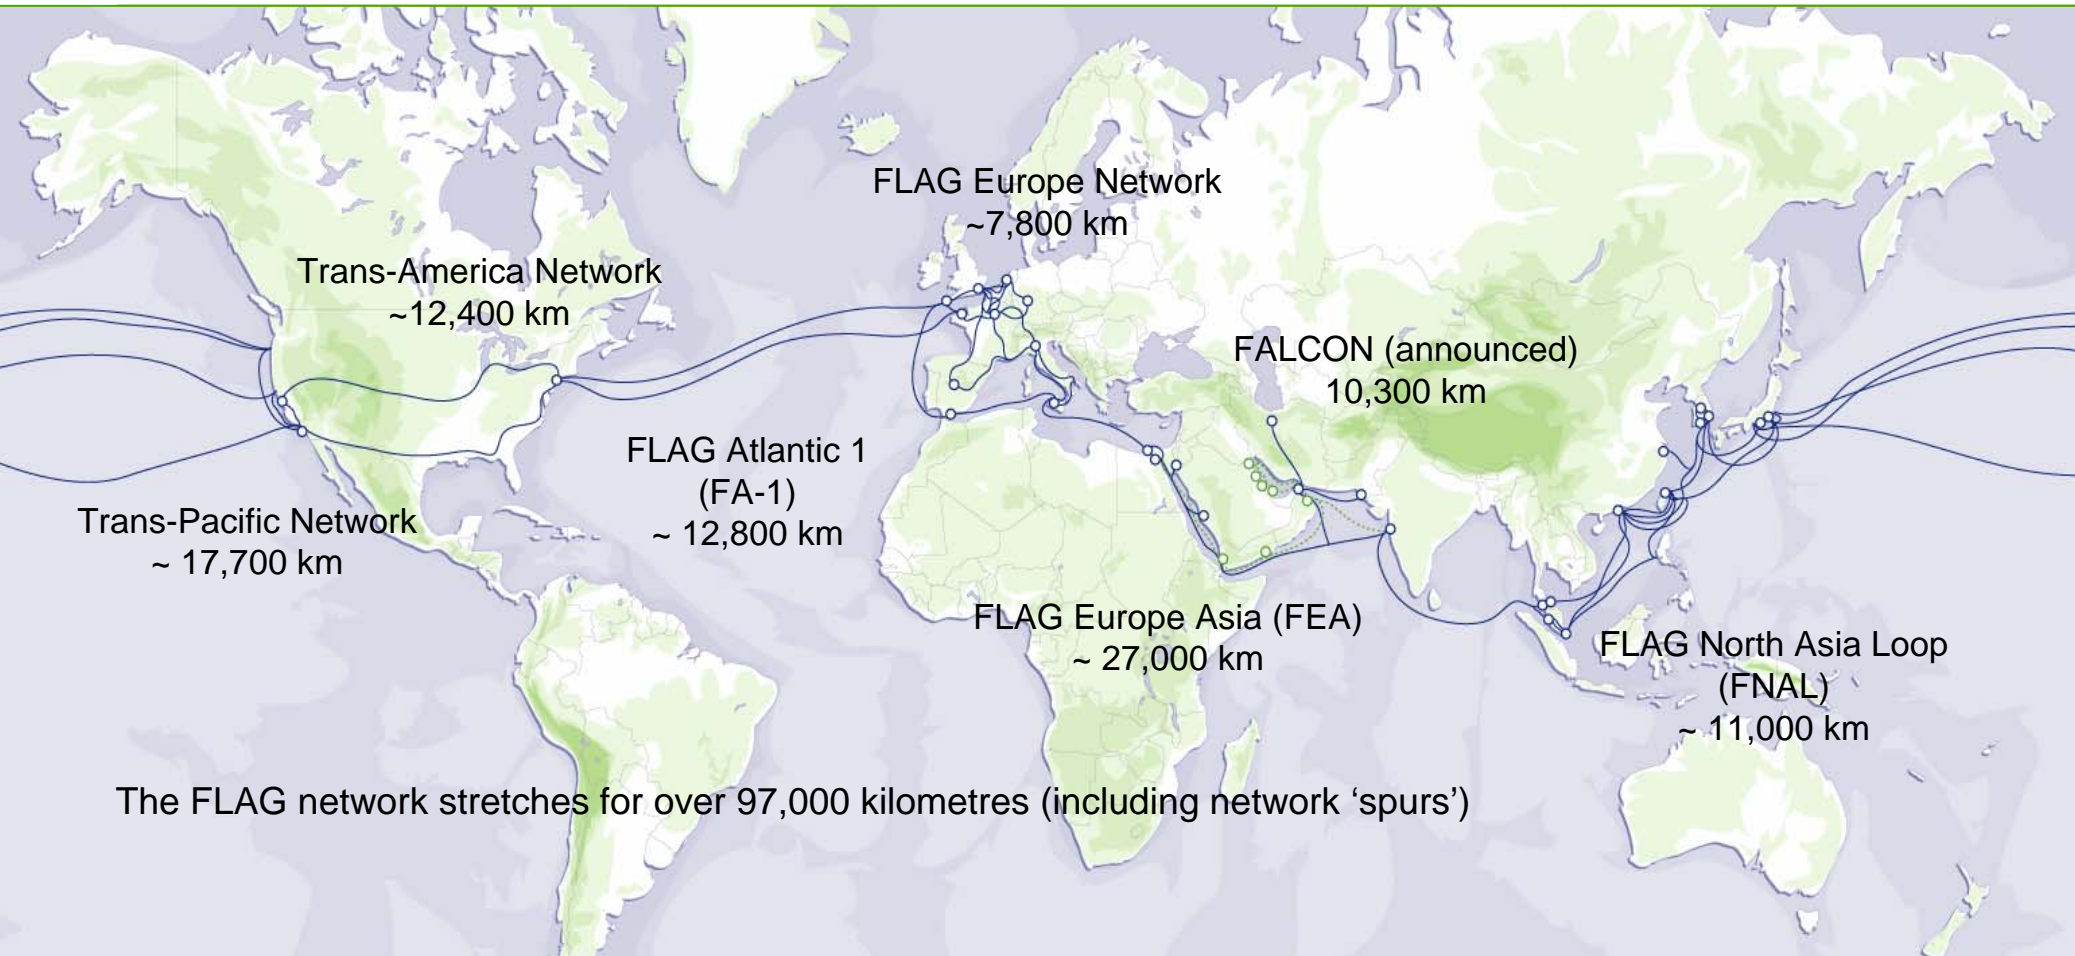 FLAG Europe Network
~7,800 km
Trans-America Network
~12,400 km
FALCON (announced)
10,300 km
FLAG Atlantic 1
(FA-1)
~ 12,800 km
Trans-Pacific Network
~ 17,700 km
FLAG Europe Asia (FEA)
~ 27,000 km
FLAG North Asia Loop
(FNAL)
~ 11,000 km
The FLAG network stretches for over 97,000 kilometres (including network ‘spurs’)